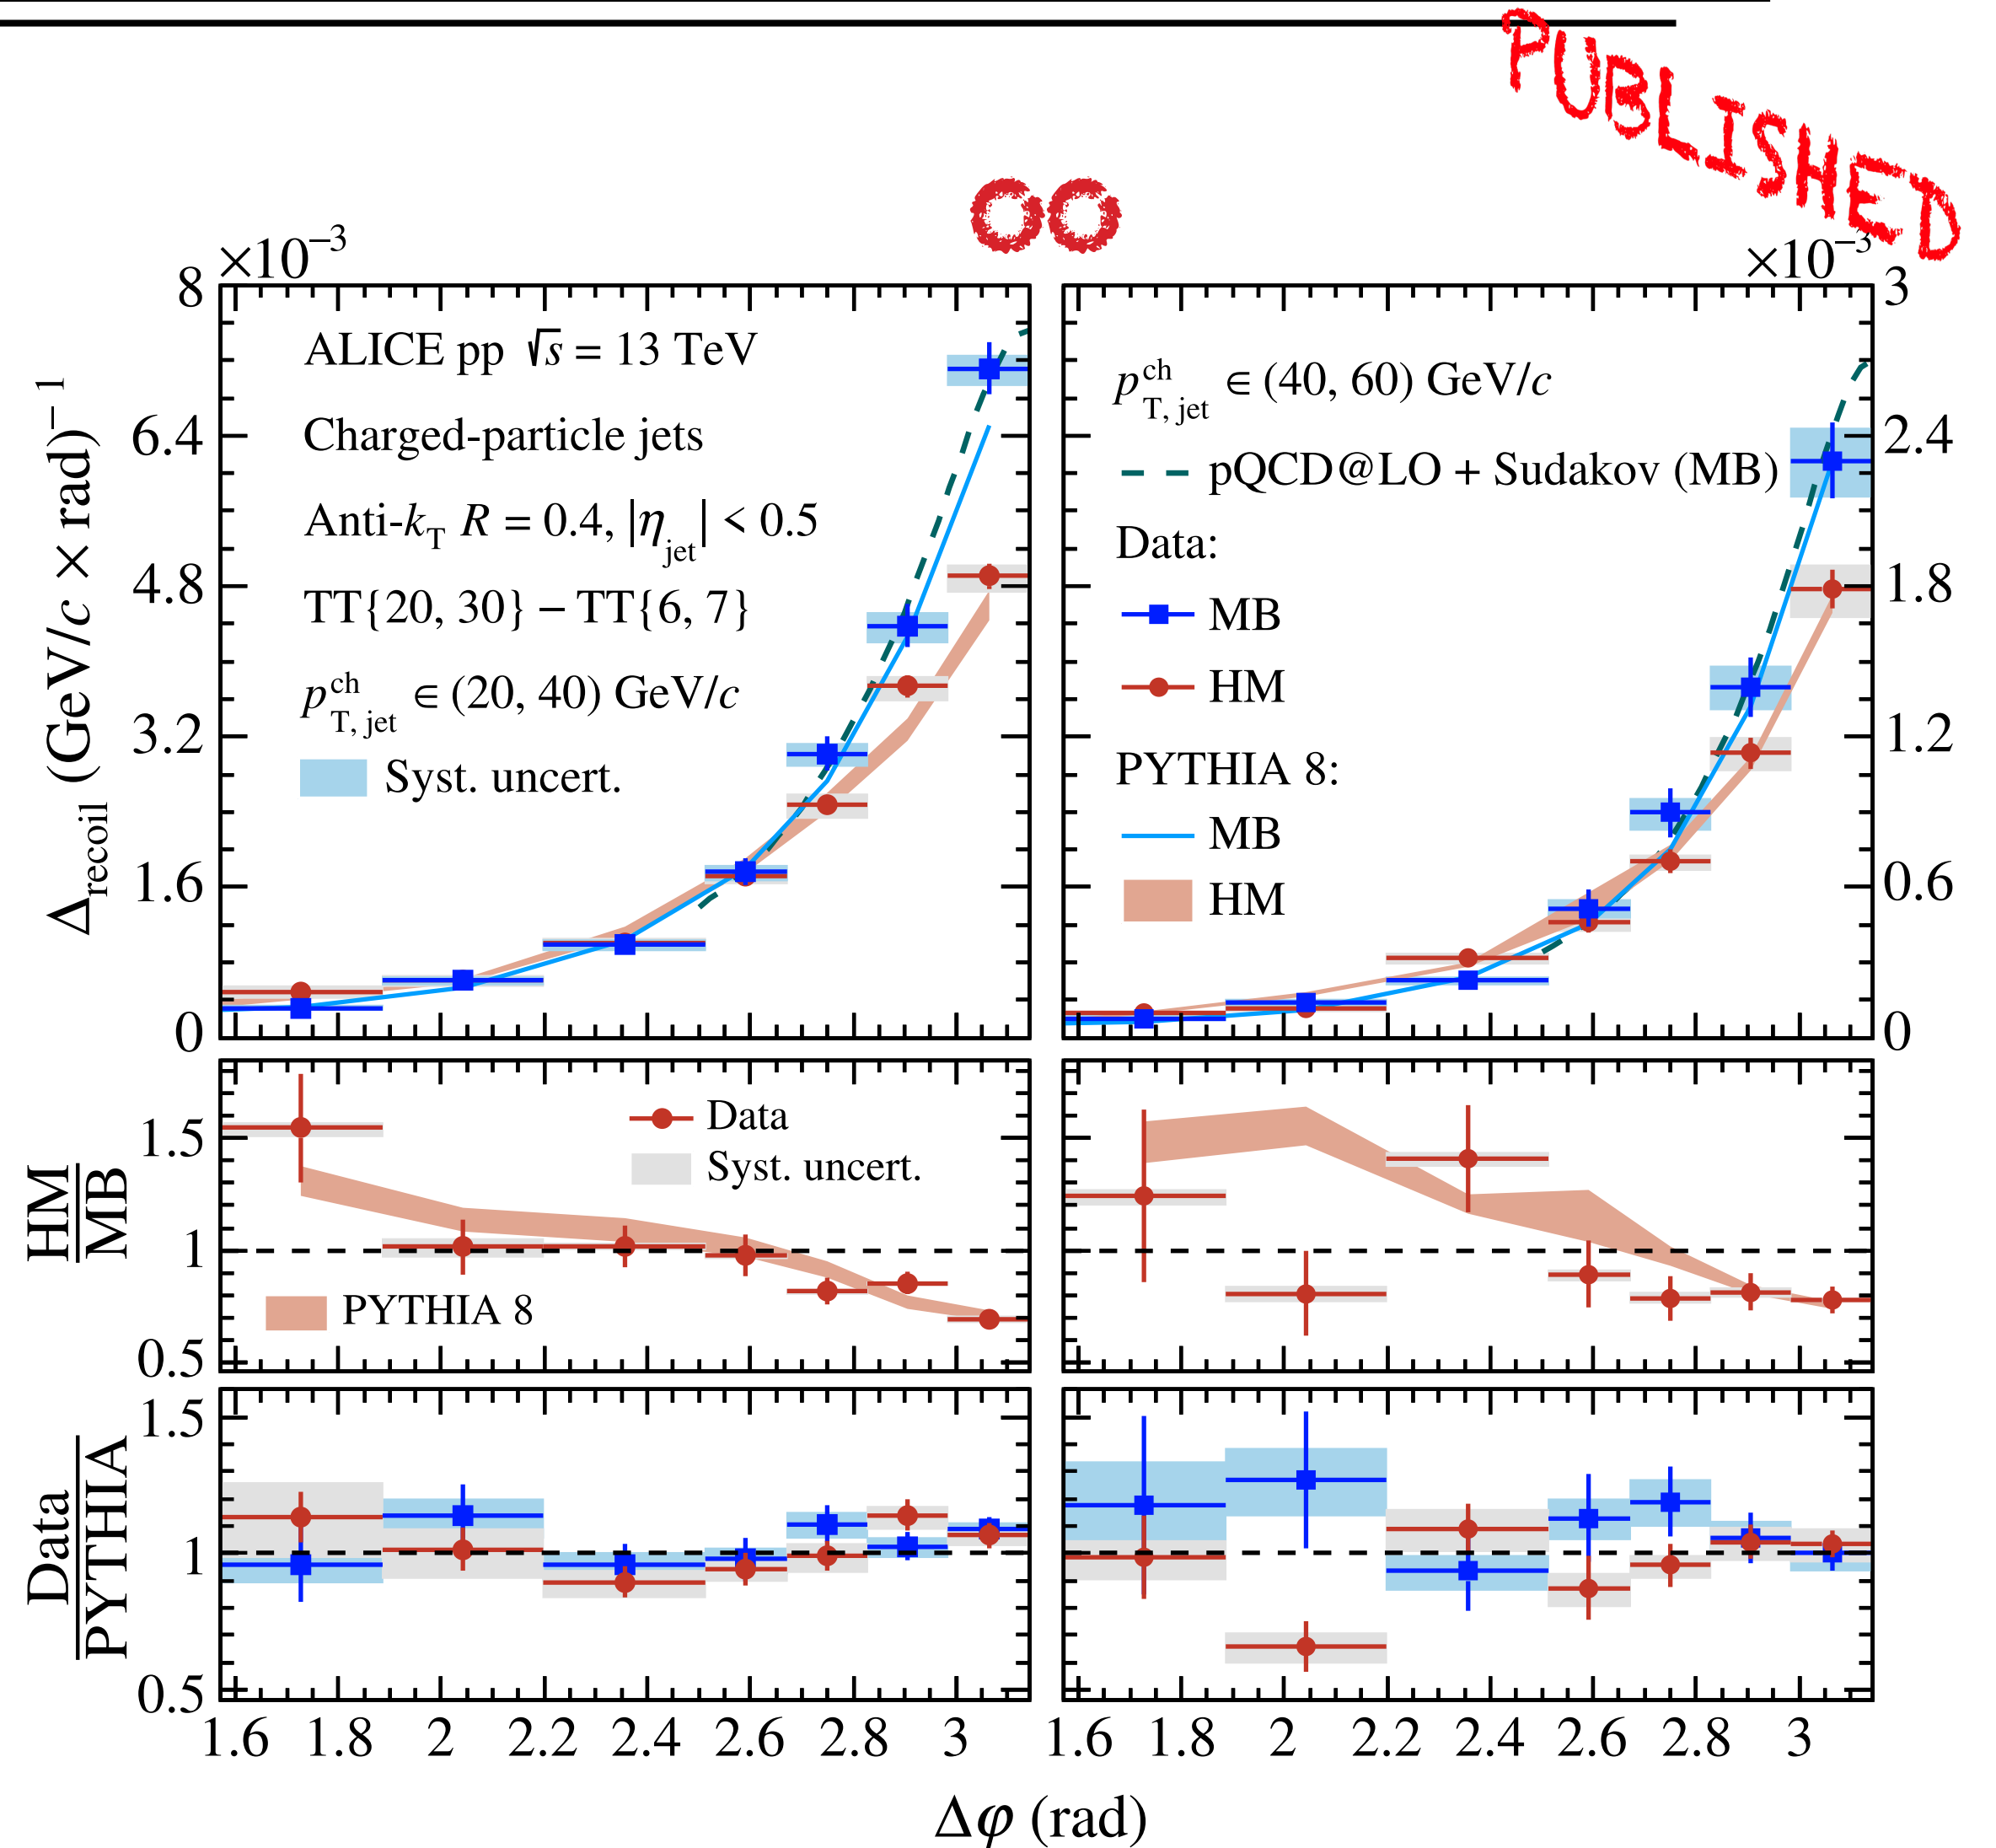 PUBLISHED
×10⁻³
×10⁻³
8
6.4
4.8
3.2
1.6
0
Δrecoil (GeV/c × rad)⁻¹
ALICE pp √s = 13 TeV
Charged-particle jets
Anti-kT R = 0.4, |ηjet| < 0.5
TT{20, 30} – TT{6, 7}
pᶜʰT, jet ∈ (20, 40) GeV/c
Syst. uncert.
pᶜʰT, jet ∈ (40, 60) GeV/c
pQCD@LO + Sudakov (MB)
Data:
MB
HM
PYTHIA 8:
MB
HM
3
2.4
1.8
1.2
0.6
0
HM
MB
1.5
1
0.5
Data
Syst. uncert.
PYTHIA 8
Data
PYTHIA
1.5
1
0.5
1.6 1.8 2 2.2 2.4 2.6 2.8 3
1.6 1.8 2 2.2 2.4 2.6 2.8 3
Δφ (rad)